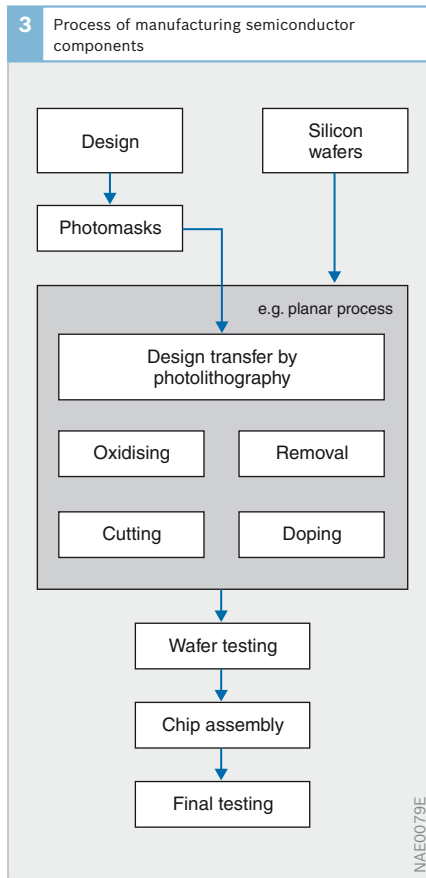 3
Process of manufacturing semiconductor
components
Design
Silicon
wafers
Photomasks
e.g. planar process
Design transfer by
photolithography
Oxidising
Removal
Cutting
Doping
Wafer testing
Chip assembly
Final testing
NAE0079E